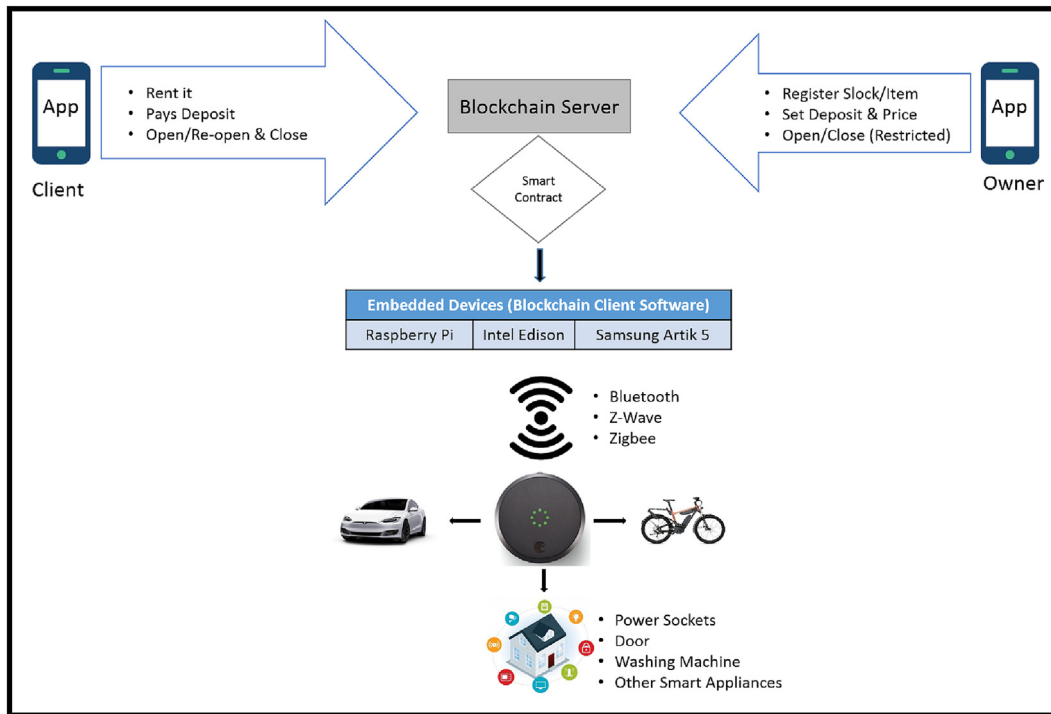 App
Client
• Rent it
• Pays Deposit
• Open/Re-open & Close
Blockchain Server
Smart
Contract
• Register Slock/Item
• Set Deposit & Price
• Open/Close (Restricted)
App
Owner
Embedded Devices (Blockchain Client Software)
Raspberry Pi Intel Edison Samsung Artik 5
• Bluetooth
• Z-Wave
• Zigbee
• Power Sockets
• Door
• Washing Machine
• Other Smart Appliances